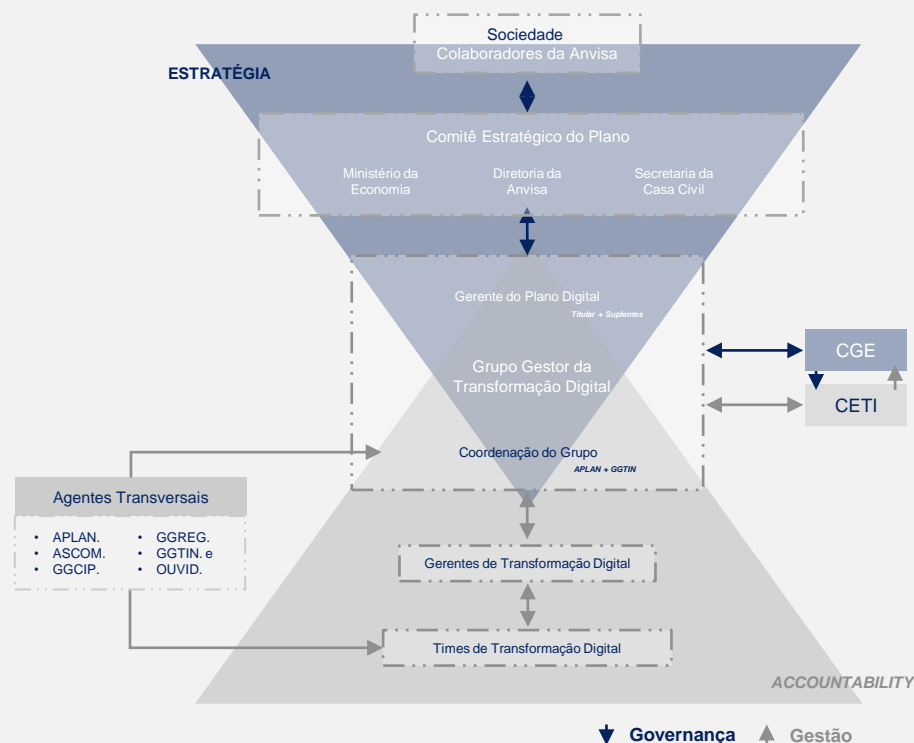 Sociedade
Colaboradores da Anvisa
ESTRATÉGIA
Comitê Estratégico do Plano
Ministério da
Economia
Diretoria da
Anvisa
Secretaria da
Casa Civil
Gerente do Plano Digital
Titular + Suplentes
CGE
Grupo Gestor da
Transformação Digital
CETI
Coordenação do Grupo
APLAN + GGTIN
Agentes Transversais
• APLAN.
• ASCOM.
• GGCIP.
• GGREG.
• GGTIN. e
• OUVID.
Gerentes de Transformação Digital
Times de Transformação Digital
ACCOUNTABILITY
Governança
Gestão